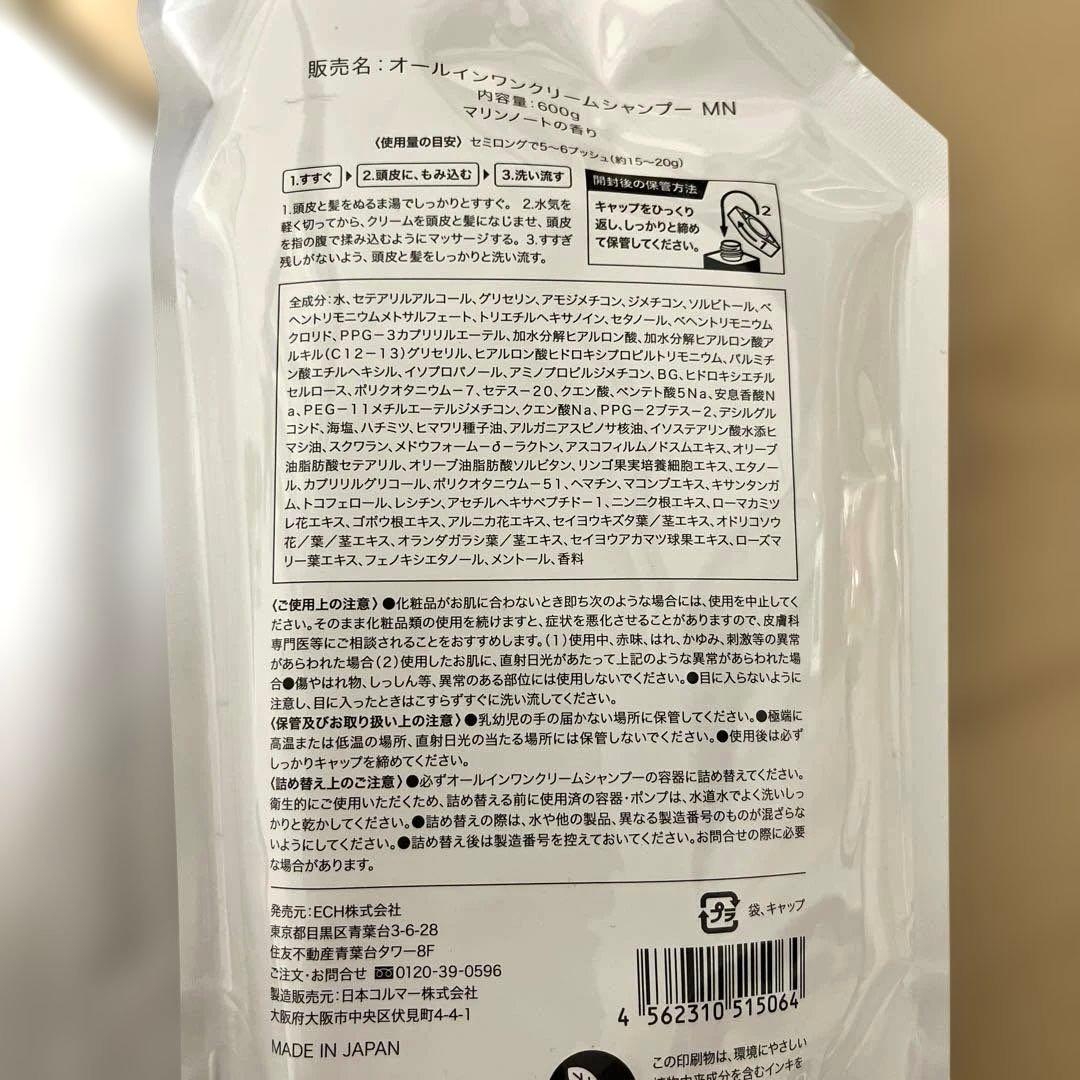 販売名：オールインワンクリームシャンプー MN
内容量：600g
マリンノートの香り
〈使用量の目安〉セミロングで5〜6プッシュ(約15〜20g)
1.すすぐ
2.頭皮に、もみ込む
3.洗い流す
1.頭皮と髪をぬるま湯でしっかりとすすぐ。 2.水気を
軽く切ってから、クリームを頭皮と髪になじませ、頭皮
を指の腹で揉み込むようにマッサージする。3.すすぎ
残しがないよう、頭皮と髪をしっかりと洗い流す。
開封後の保管方法
キャップをひっくり
返し、しっかりと締め
て保管してください。
1
2
全成分：水、セテアリルアルコール、グリセリン、アモジメチコン、ジメチコン、ソルビトール、ベ
ヘントリモニウムメトサルフェート、トリエチルヘキサノイン、セタノール、ベヘントリモニウム
クロリド、PPG－3カプリリルエーテル、加水分解ヒアルロン酸、加水分解ヒアルロン酸ア
ルキル(C12－13)グリセリル、ヒアルロン酸ヒドロキシプロピルトリモニウム、パルミチ
ン酸エチルヘキシル、イソプロパノール、アミノプロピルジメチコン、BG、ヒドロキシエチル
セルロース、ポリクオタニウム－7、セテス－20、クエン酸、ペンテト酸5Na、安息香酸N
a、PEG－11メチルエーテルジメチコン、クエン酸Na、PPG－2ブテス－2、デシルグル
コシド、海塩、ハチミツ、ヒマワリ種子油、アルガニアスピノサ核油、イソステアリン酸水添ヒ
マシ油、スクワラン、メドウフォーム－δ－ラクトン、アスコフィルムノドスムエキス、オリーブ
油脂肪酸セテアリル、オリーブ油脂肪酸ソルビタン、リンゴ果実培養細胞エキス、エタノー
ル、カプリリルグリコール、ポリクオタニウム－51、ヘマチン、マコンブエキス、キサンタンガ
ム、トコフェロール、レシチン、アセチルヘキサペプチド－1、ニンニク根エキス、ローマカミツ
レ花エキス、ゴボウ根エキス、アルニカ花エキス、セイヨウキズタ葉／茎エキス、オドリコソウ
花／葉／茎エキス、オランダガラシ葉／茎エキス、セイヨウアカマツ球果エキス、ローズマ
リー葉エキス、フェノキシエタノール、メントール、香料
〈ご使用上の注意〉●化粧品がお肌に合わないとき即ち次のような場合には、使用を中止してく
ださい。そのまま化粧品類の使用を続けますと、症状を悪化させることがありますので、皮膚科
専門医等にご相談されることをおすすめします。(1)使用中、赤味、はれ、かゆみ、刺激等の異常
があらわれた場合(2)使用したお肌に、直射日光があたって上記のような異常があらわれた場
合●傷やはれ物、しっしん等、異常のある部位には使用しないでください。●目に入らないように
注意し、目に入ったときはこすらずすぐに洗い流してください。
〈保管及びお取り扱い上の注意〉●乳幼児の手の届かない場所に保管してください。●極端に
高温または低温の場所、直射日光の当たる場所には保管しないでください。●使用後は必ず
しっかりキャップを締めてください。
〈詰め替え上のご注意〉●必ずオールインワンクリームシャンプーの容器に詰め替えてください。
衛生的にご使用いただくため、詰め替える前に使用済の容器・ポンプは、水道水でよく洗いしっ
かりと乾かしてください。●詰め替えの際は、水や他の製品、異なる製造番号のものが混ざらな
いようにしてください。●詰め替え後は製造番号を控えておいてください。お問合せの際に必要
な場合があります。
発売元：ECH株式会社
東京都目黒区青葉台3-6-28
住友不動産青葉台タワー8F
ご注文・お問合せ 0120-39-0596
製造販売元：日本コルマー株式会社
大阪府大阪市中央区伏見町4-4-1
MADE IN JAPAN
プラ
袋、キャップ
4 562310 515064
この印刷物は、環境にやさしい
植物由来成分を含むインキを